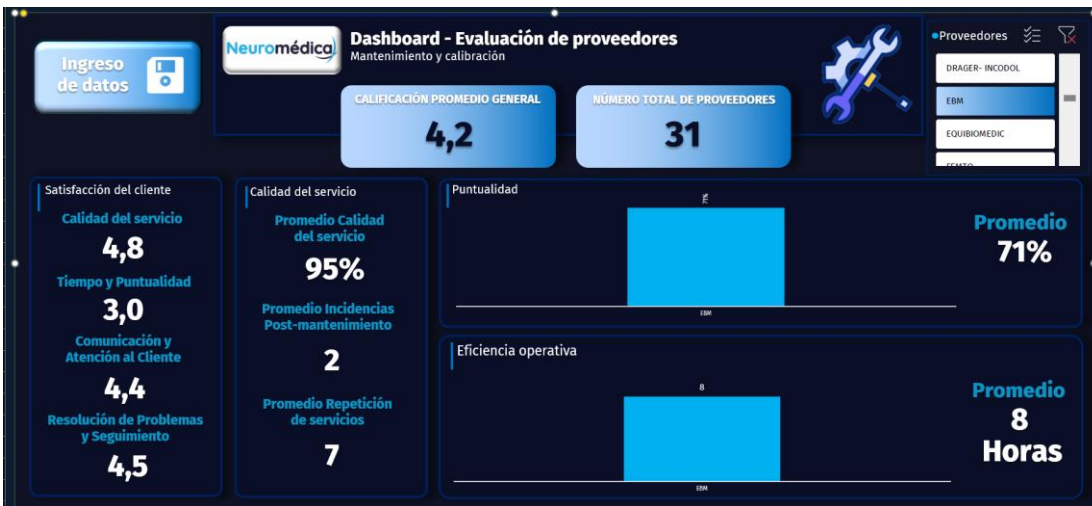 Ingreso
de datos
Neuromédica
Dashboard - Evaluación de proveedores
Mantenimiento y calibración
CALIFICACIÓN PROMEDIO GENERAL
4,2
NÚMERO TOTAL DE PROVEEDORES
31
Proveedores
DRAGER- INCODOL
EBM
EQUIBIOMEDIC
Satisfacción del cliente
Calidad del servicio
4,8
Tiempo y Puntualidad
3,0
Comunicación y
Atención al Cliente
4,4
Resolución de Problemas
y Seguimiento
4,5
Calidad del servicio
Promedio Calidad
del servicio
95%
Promedio Incidencias
Post-mantenimiento
2
Promedio Repetición
de servicios
7
Puntualidad
71%
EBM
Promedio
71%
Eficiencia operativa
8
EBM
Promedio
8
Horas